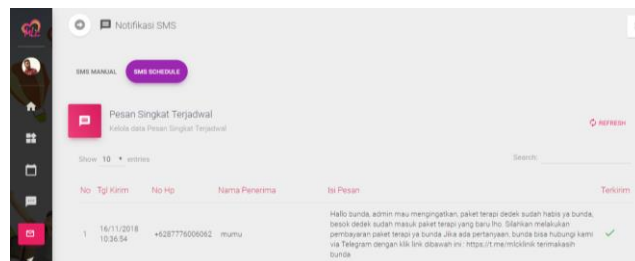 Notifikasi SMS
SMS MANUAL
SMS SCHEDULE
Pesan Singkat Terjadwal
Kelola data Pesan Singkat Terjadwal
REFRESH
Show 10 entries
Search:
No Tgl Kirim No Hp Nama Penerima Isi Pesan Terkirim
Hallo bunda, admin mau mengingatkan, paket terapi dedek sudah habis ya bunda,
besok dedek sudah masuk paket terapi yang baru lho. Silahkan melakukan
1 16/11/2018 10:36:54 +6287776006062 mumu
pembayaran paket terapi ya bunda Jika ada pertanyaan, bunda bisa hubungi kami
via Telegram dengan klik link dibawah ini : https://t.me/mlcklinik terimakasih
bunda